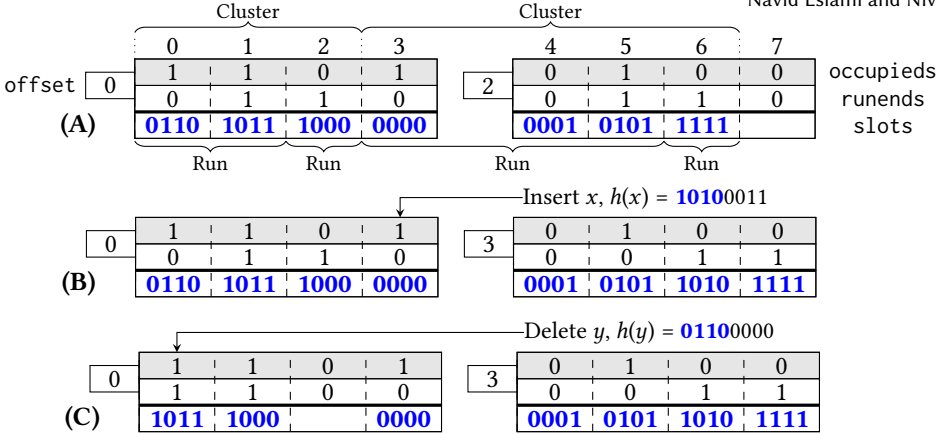 Navid Eslami and Niv
Cluster Cluster
0 1 2 3 4 5 6 7
offset 0 1 1 0 1 2 0 1 0 0 occupieds
0 1 1 0 0 1 1 0 runends
(A) 0110 1011 1000 0000 0001 0101 1111 slots
Run Run Run Run
Insert x, h(x) = 10100011
0 1 1 0 1 3 0 1 0 0
0 1 1 0 0 0 1 1
(B) 0110 1011 1000 0000 0001 0101 1010 1111
Delete y, h(y) = 01100000
0 1 1 0 1 3 0 1 0 0
1 1 0 0 0 0 1 1
(C) 1011 1000 0000 0001 0101 1010 1111